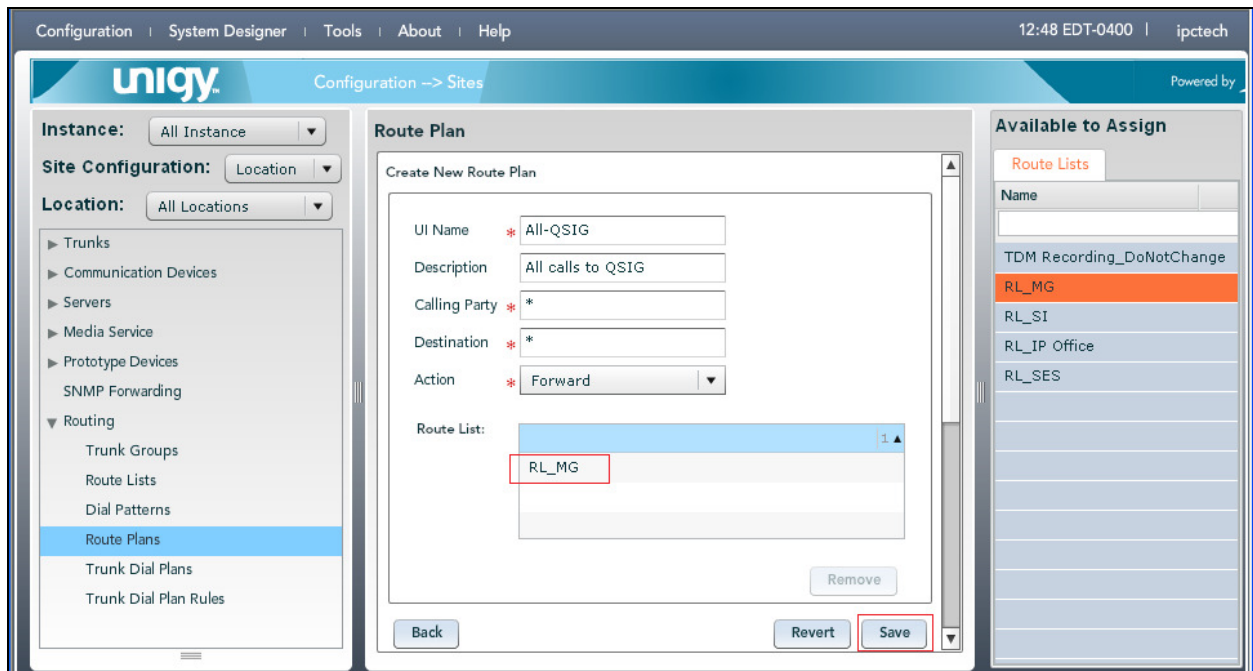 Configuration | System Designer | Tools | About | Help
12:48 EDT-0400 | ipctech
unigy™
Configuration --> Sites
Powered by
Instance: All Instance
Site Configuration: Location
Location: All Locations
Trunks
Communication Devices
Servers
Media Service
Prototype Devices
SNMP Forwarding
Routing
Trunk Groups
Route Lists
Dial Patterns
Route Plans
Trunk Dial Plans
Trunk Dial Plan Rules
Route Plan
Create New Route Plan
UI Name * All-QSIG
Description All calls to QSIG
Calling Party * *
Destination * *
Action * Forward
Route List:
1
RL_MG
Remove
Back
Revert
Save
Available to Assign
Route Lists
Name
TDM Recording_DoNotChange
RL_MG
RL_SI
RL_IP Office
RL_SES